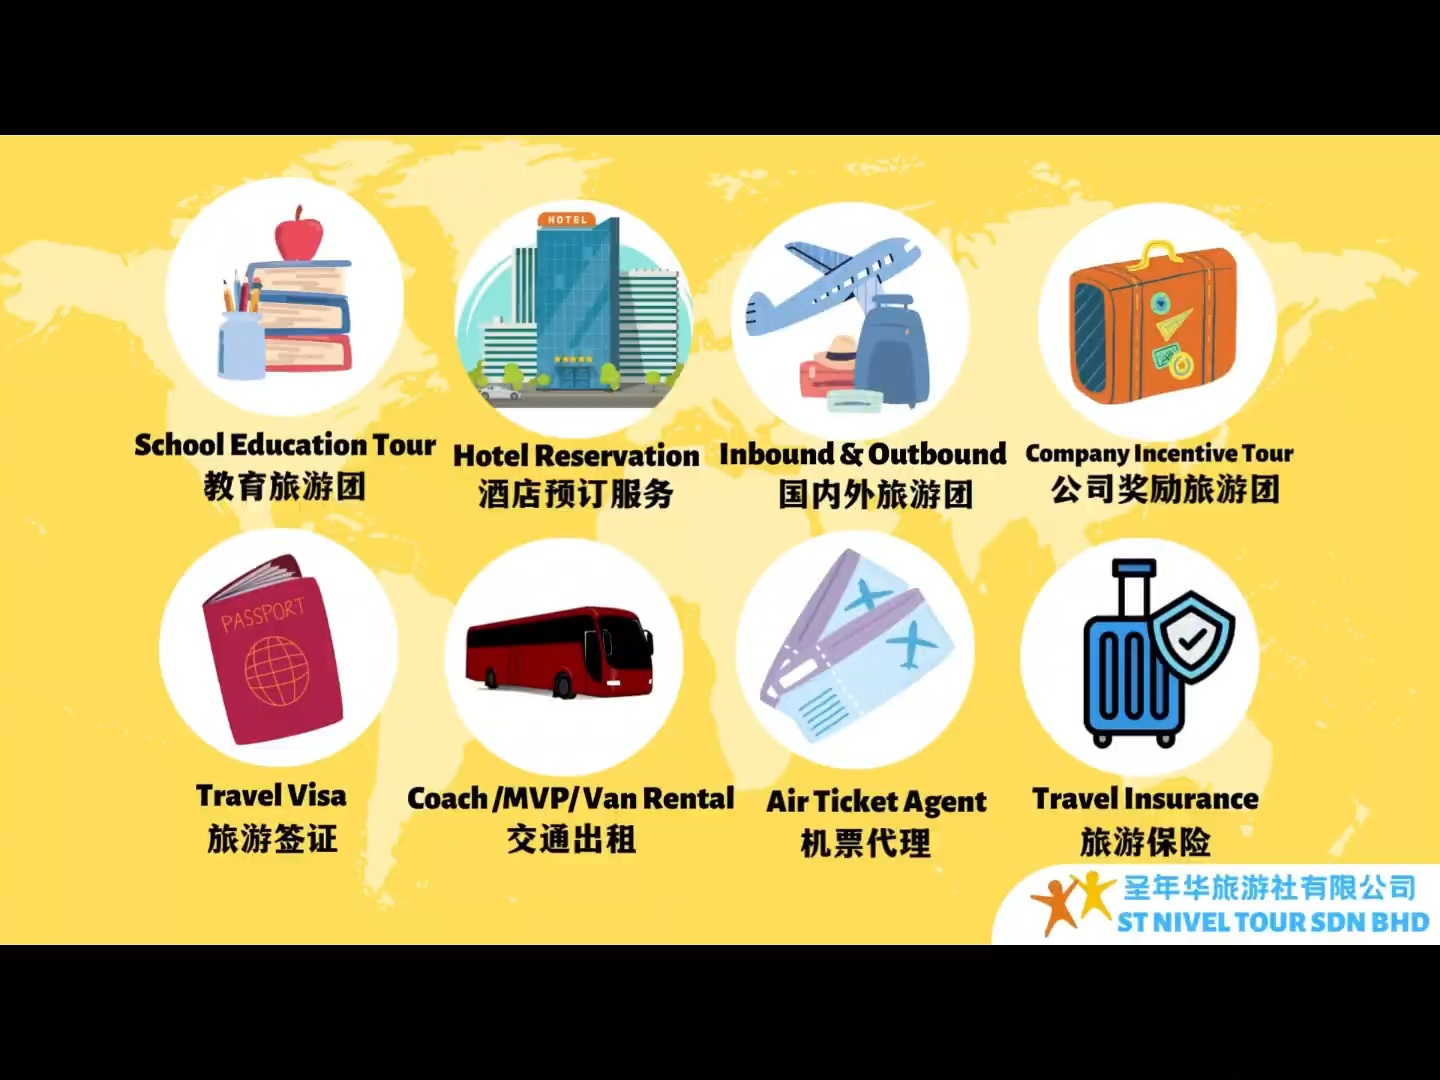 HOTEL
School Education Tour
教育旅游团
Hotel Reservation
酒店预订服务
Inbound & Outbound
国内外旅游团
Company Incentive Tour
公司奖励旅游团
PASSPORT
Travel Visa
旅游签证
Coach /MVP/ Van Rental
交通出租
Air Ticket Agent
机票代理
Travel Insurance
旅游保险
圣年华旅游社有限公司
ST NIVEL TOUR SDN BHD